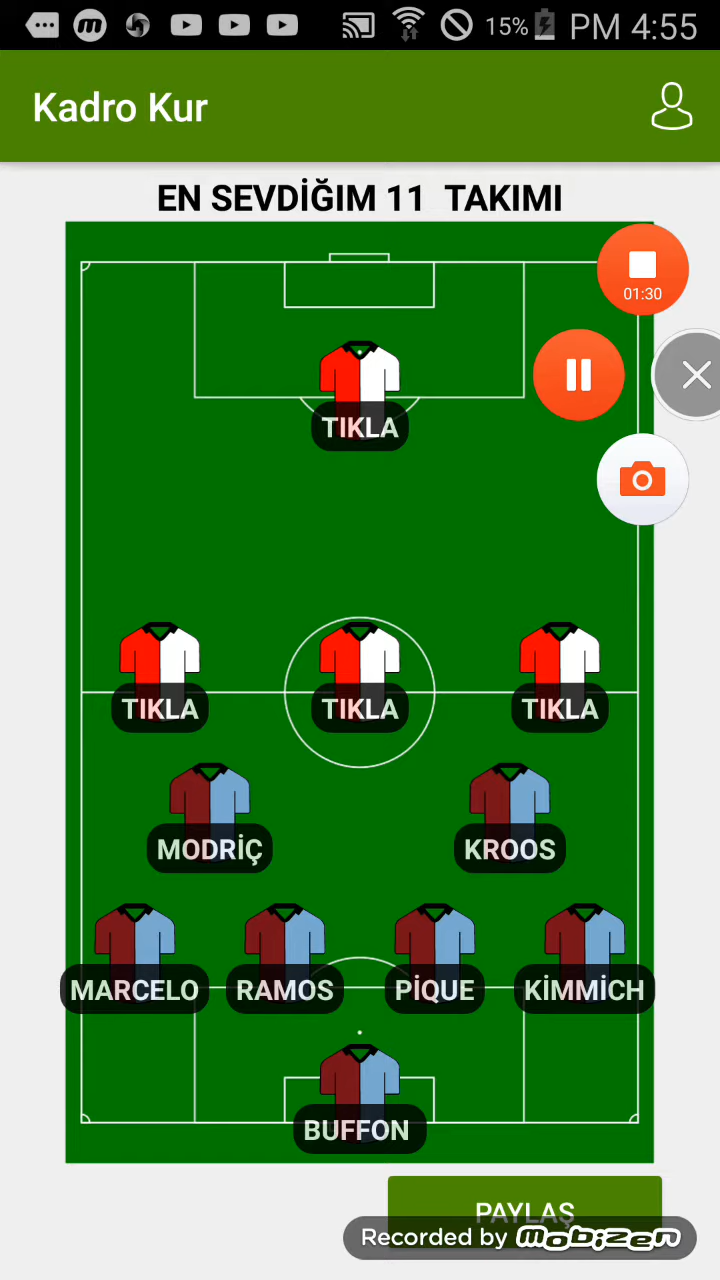 15% PM 4:55
Kadro Kur
EN SEVDİĞIM 11 TAKIMI
01:30
TIKLA
TIKLA TIKLA TIKLA
MODRİÇ KROOS
MARCELO RAMOS PİQUE KİMMİCH
BUFFON
PAYLAŞ
Recorded by Mobizen